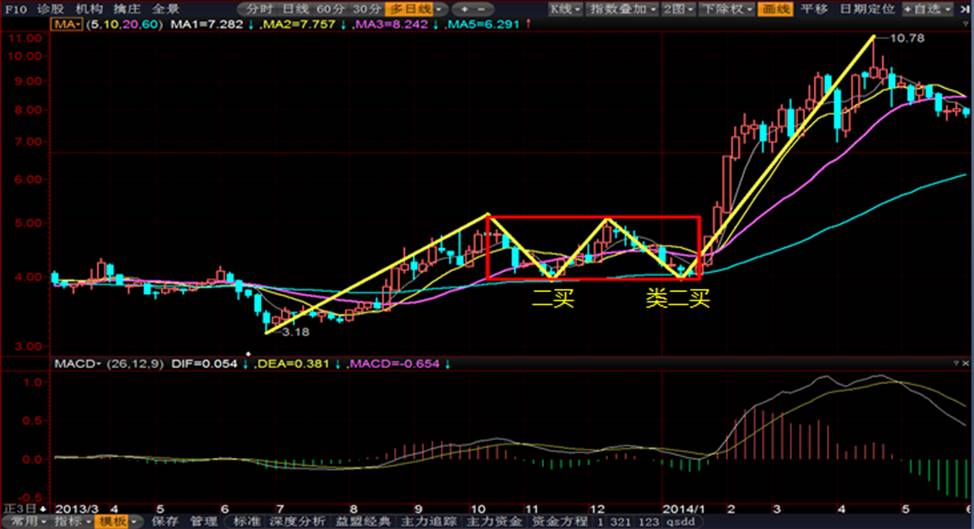 F10 诊股 机构 擒庄 全景 分时 日线 60分 30分 多日线 + - K线 指数叠加 2图 下除权 画线 平移 日期定位 +自选
MA (5,10,20,60) MA1=7.282 ↓ ,MA2=7.757 ↓ ,MA3=8.242 ↓ ,MA5=6.291 ↑
11.00
10.78
10.00
9.00
8.00
7.00
6.00
5.00
4.00
二买 类二买
3.18
3.00
MACD (26,12,9) DIF=0.054 ↓ ,DEA=0.381 ↓ ,MACD=-0.654 ↓
1.0
0.5
0.0
-0.5
正3日 2013/3 4 5 6 7 8 9 10 11 12 2014/1 2 3 4 5 6
常用 指标 模板 保存 管理 标准 深度分析 益盟经典 主力追踪 主力资金 资金方程 1 321 123 qsdd